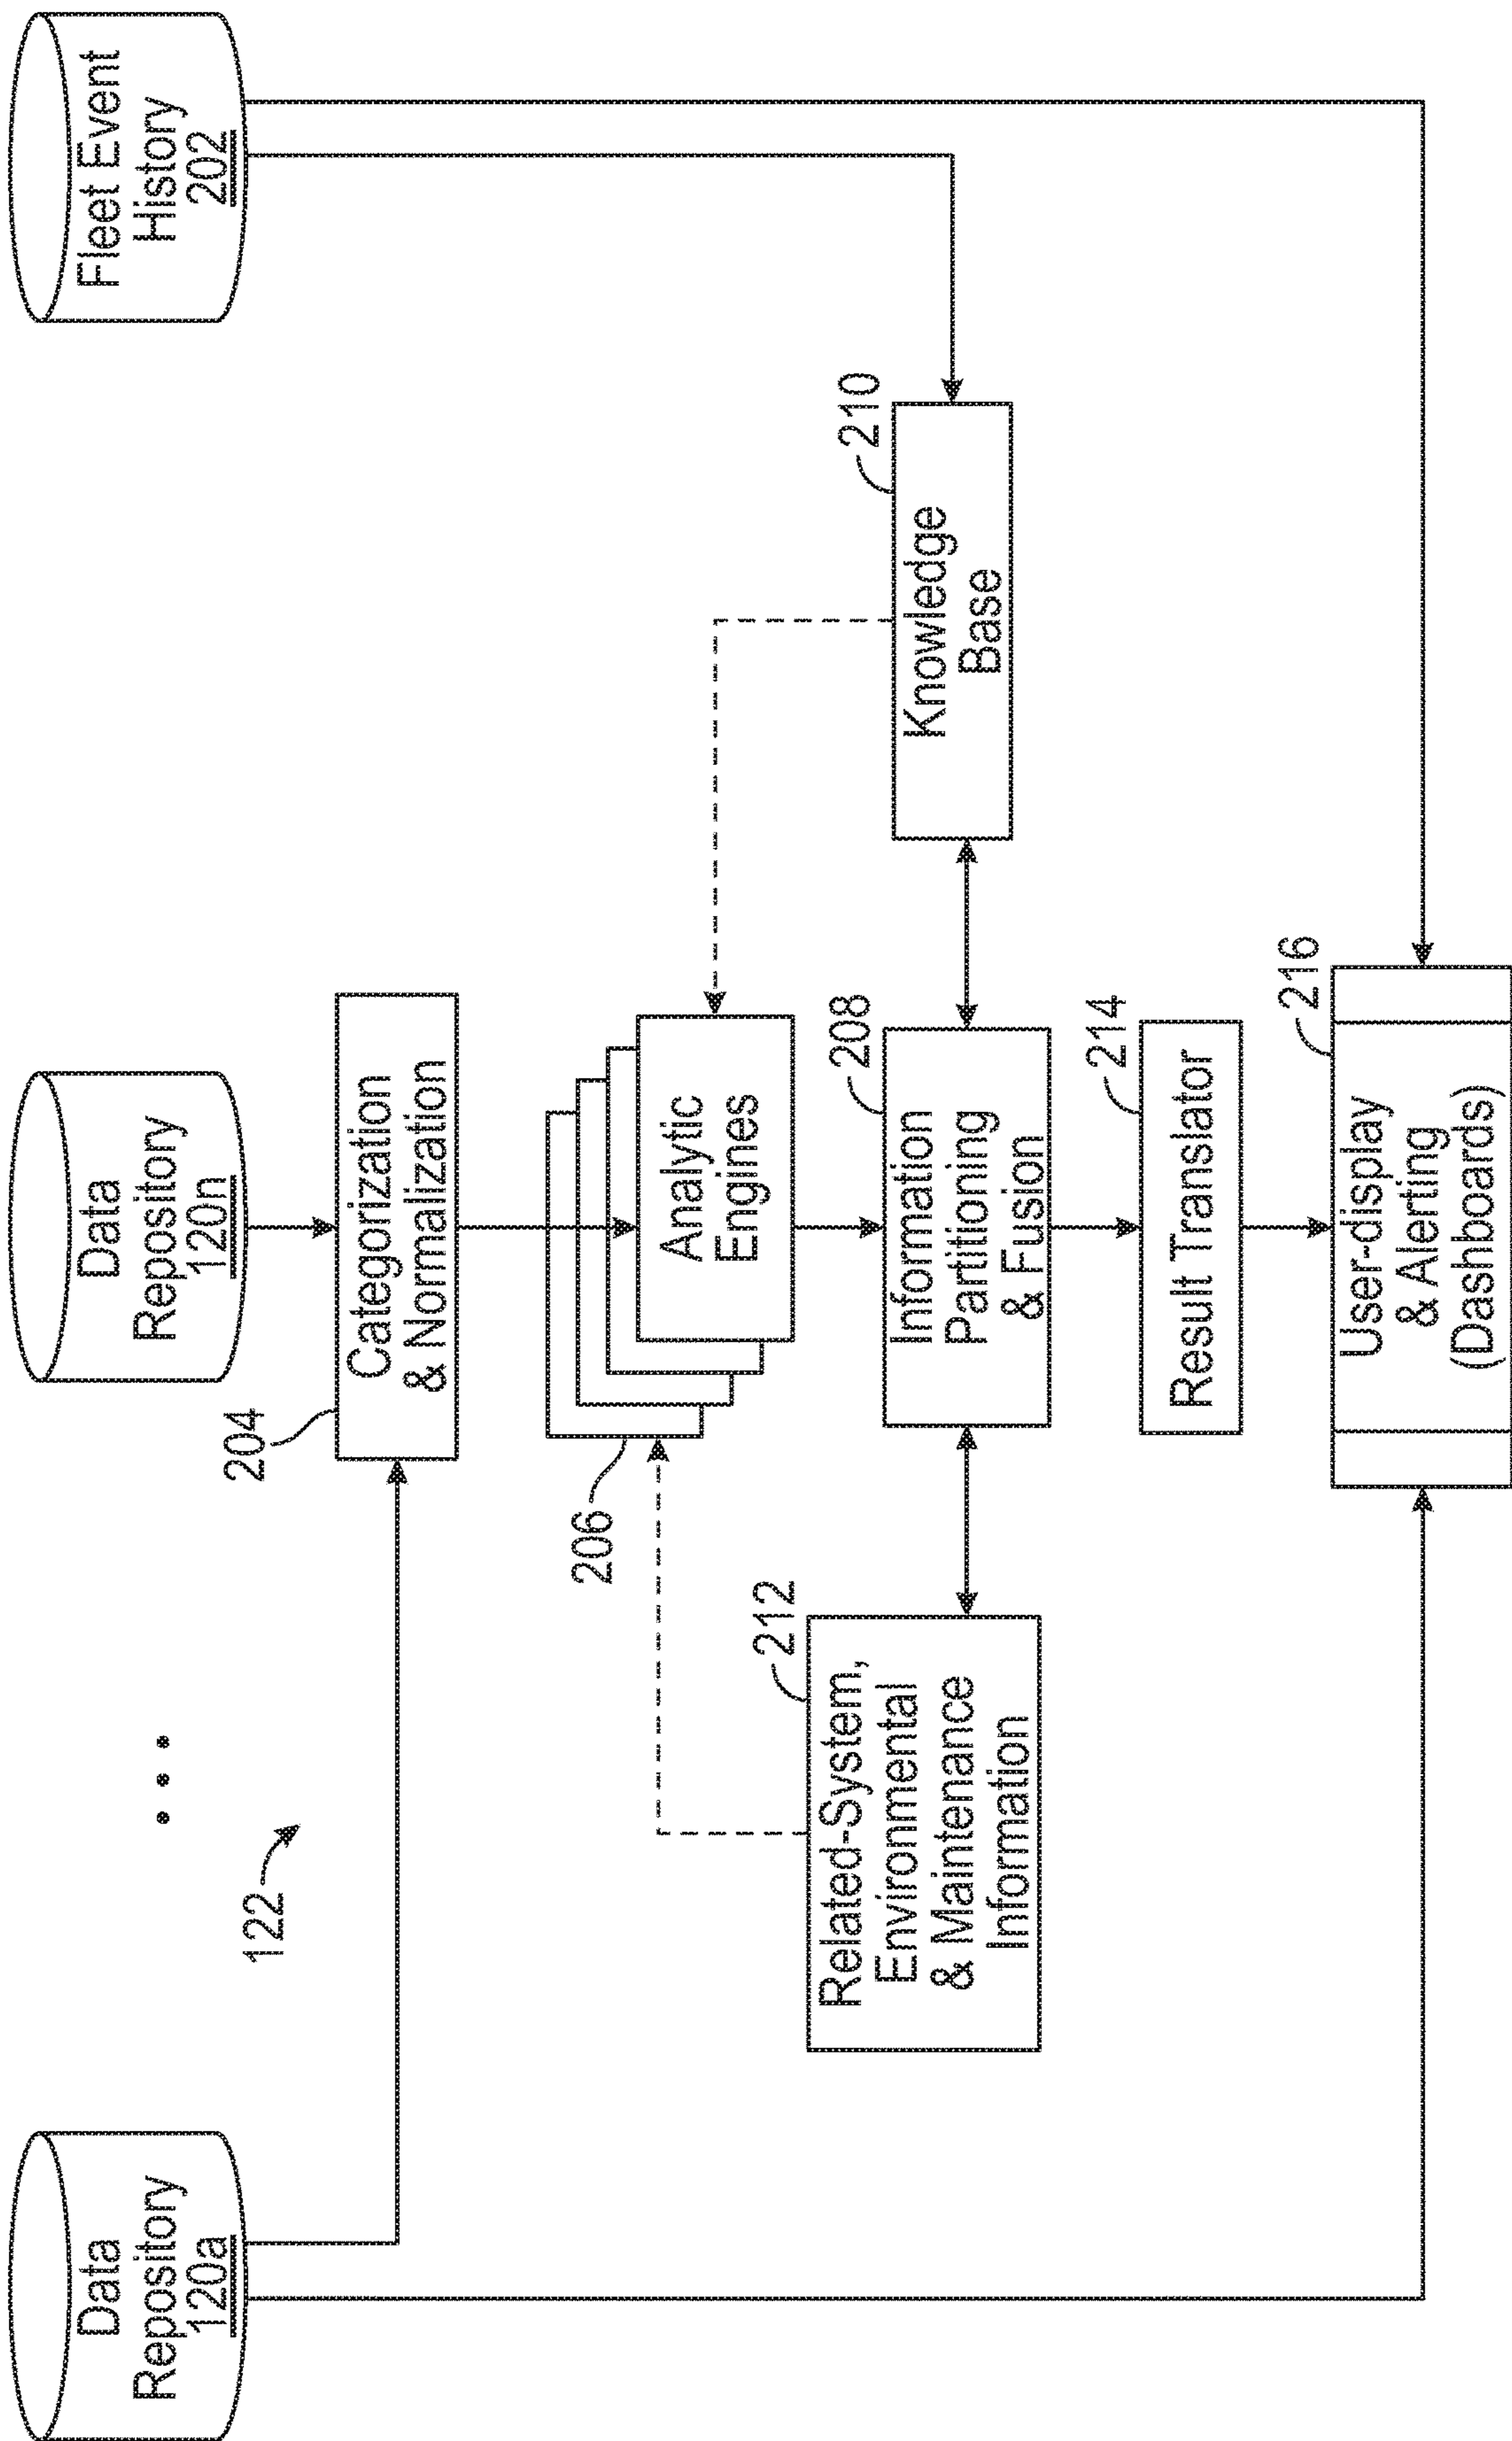 Data
Repository
120a
Data
Repository
120n
Fleet Event
History
202
122
204
Categorization
& Normalization
206
Analytic
Engines
212
Related-System,
Environmental
& Maintenance
Information
208
Information
Partitioning
& Fusion
210
Knowledge
Base
214
Result Translator
216
User-display
& Alerting
(Dashboards)